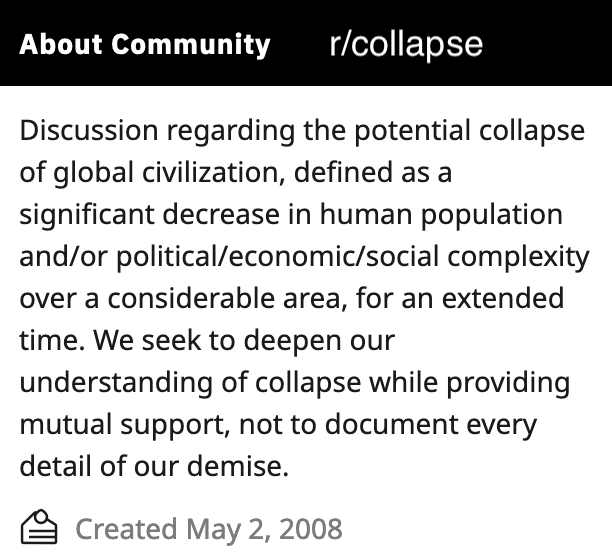 About Community r/collapse
Discussion regarding the potential collapse
of global civilization, defined as a
significant decrease in human population
and/or political/economic/social complexity
over a considerable area, for an extended
time. We seek to deepen our
understanding of collapse while providing
mutual support, not to document every
detail of our demise.
Created May 2, 2008